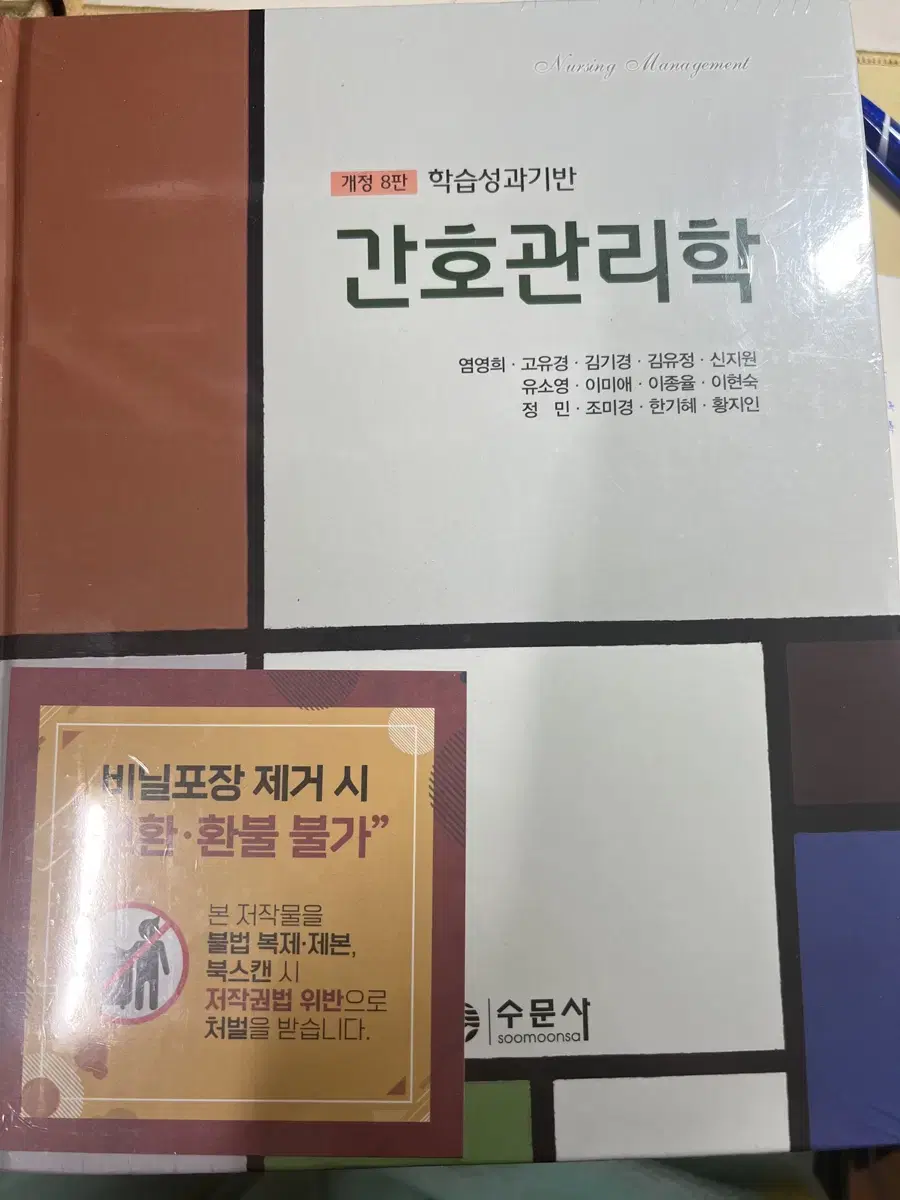 Nursing Management
개정 8판 학습성과기반
간호관리학
염영희 · 고유경 · 김기경 · 김유정 · 신지원
유소영 · 이미애 · 이종율 · 이현숙
정 민 · 조미경 · 한기혜 · 황지인
비닐포장 제거 시
환·환불 불가”
본 저작물을
불법 복제·제본,
북스캔 시
저작권법 위반으로
처벌을 받습니다.
수문사
soomoonsa